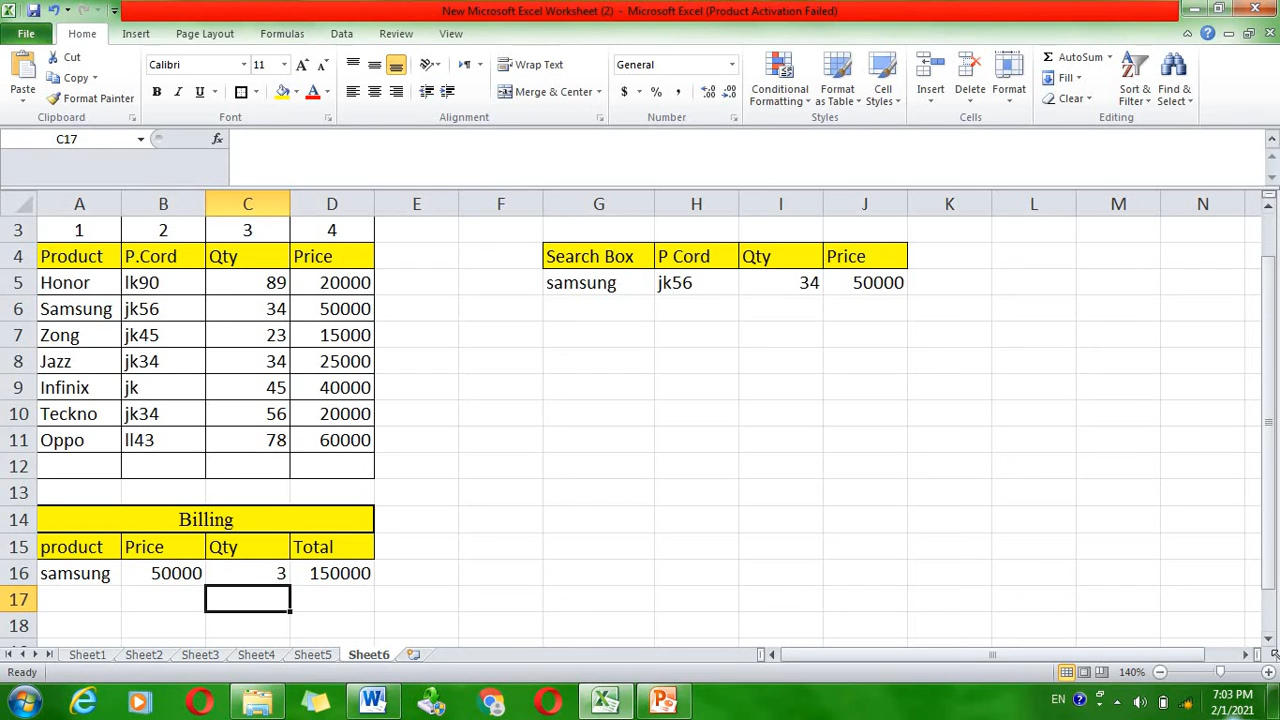 New Microsoft Excel Worksheet (2) - Microsoft Excel (Product Activation Failed)
File Home Insert Page Layout Formulas Data Review View
Paste Cut Copy Format Painter Clipboard
Calibri 11 A A B I U A Font
Wrap Text Merge & Center Alignment
General $ % , Number
Conditional Formatting Format as Table Cell Styles Styles
Insert Delete Format Cells
Σ AutoSum Fill Clear Sort & Filter Find & Select Editing
C17 fx
A B C D E F G H I J K L M N
3 1 2 3 4
4 Product P.Cord Qty Price Search Box P Cord Qty Price
5 Honor lk90 89 20000 samsung jk56 34 50000
6 Samsung jk56 34 50000
7 Zong jk45 23 15000
8 Jazz jk34 34 25000
9 Infinix jk 45 40000
10 Teckno jk34 56 20000
11 Oppo ll43 78 60000
12
13
14 Billing
15 product Price Qty Total
16 samsung 50000 3 150000
17
18
Sheet1 Sheet2 Sheet3 Sheet4 Sheet5 Sheet6
Ready 140%
EN 7:03 PM
2/1/2021